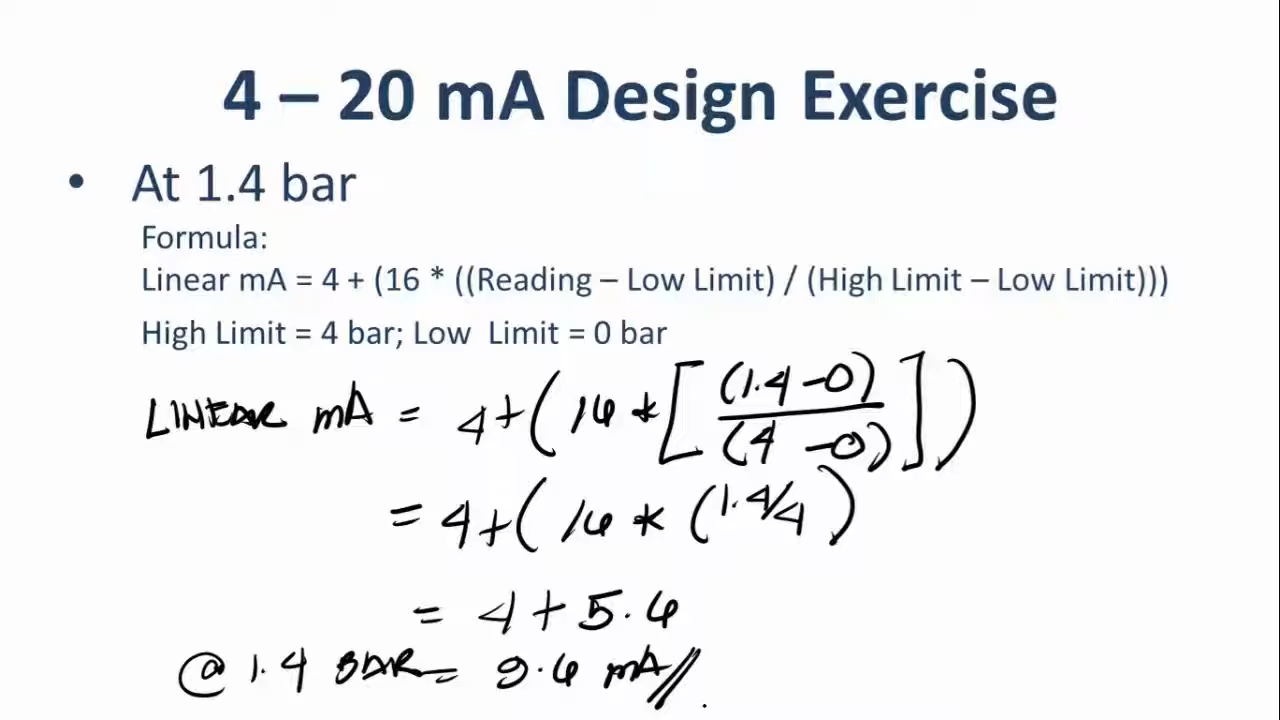 4 – 20 mA Design Exercise
• At 1.4 bar
Formula:
Linear mA = 4 + (16 * ((Reading – Low Limit) / (High Limit – Low Limit)))
High Limit = 4 bar; Low Limit = 0 bar
LINEAR mA = 4+(16*[(1.4-0)/(4-0)])
= 4+(16*(1.4/4)
= 4+5.6
@ 1.4 BAR = 9.6 mA//.